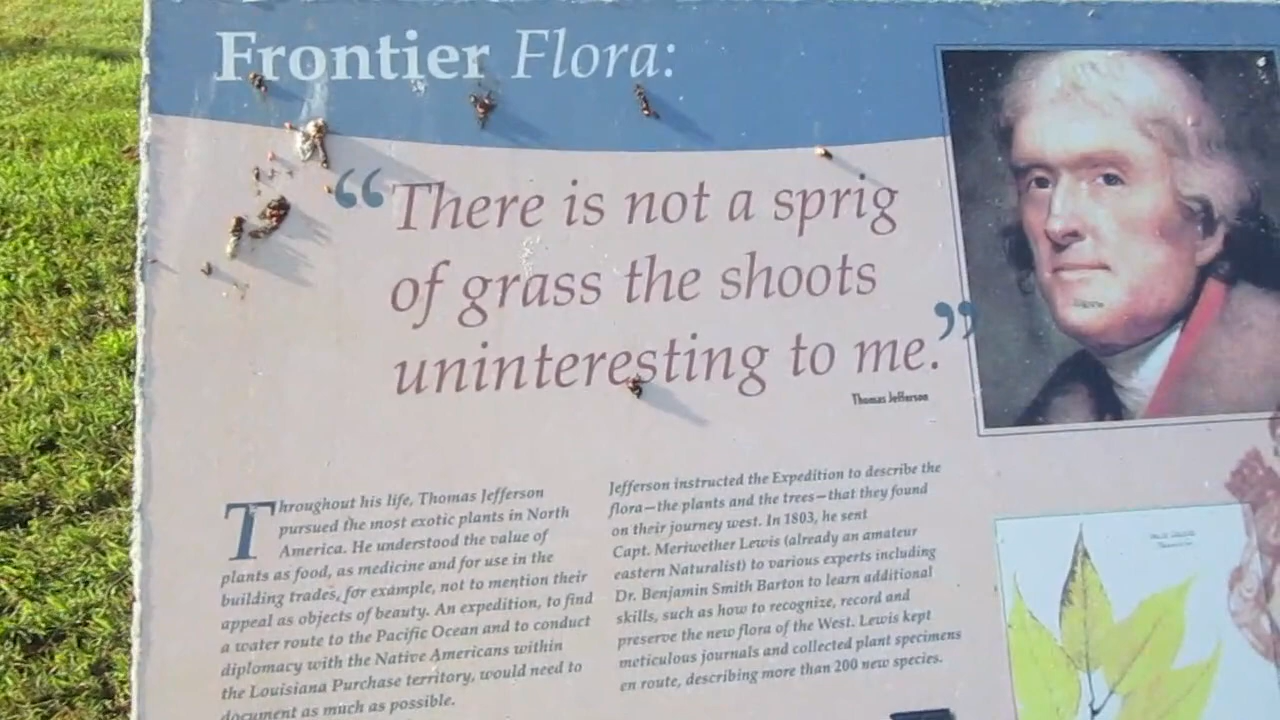 Frontier Flora:
“There is not a sprig
of grass the shoots
uninteresting to me.”
Thomas Jefferson
Throughout his life, Thomas Jefferson
pursued the most exotic plants in North
America. He understood the value of
plants as food, as medicine and for use in the
building trades, for example, not to mention their
appeal as objects of beauty. An expedition, to find
a water route to the Pacific Ocean and to conduct
diplomacy with the Native Americans within
the Louisiana Purchase territory, would need to
document as much as possible.
Jefferson instructed the Expedition to describe the
flora—the plants and the trees—that they found
on their journey west. In 1803, he sent
Capt. Meriwether Lewis (already an amateur
eastern Naturalist) to various experts including
Dr. Benjamin Smith Barton to learn additional
skills, such as how to recognize, record and
preserve the new flora of the West. Lewis kept
meticulous journals and collected plant specimens
en route, describing more than 200 new species.